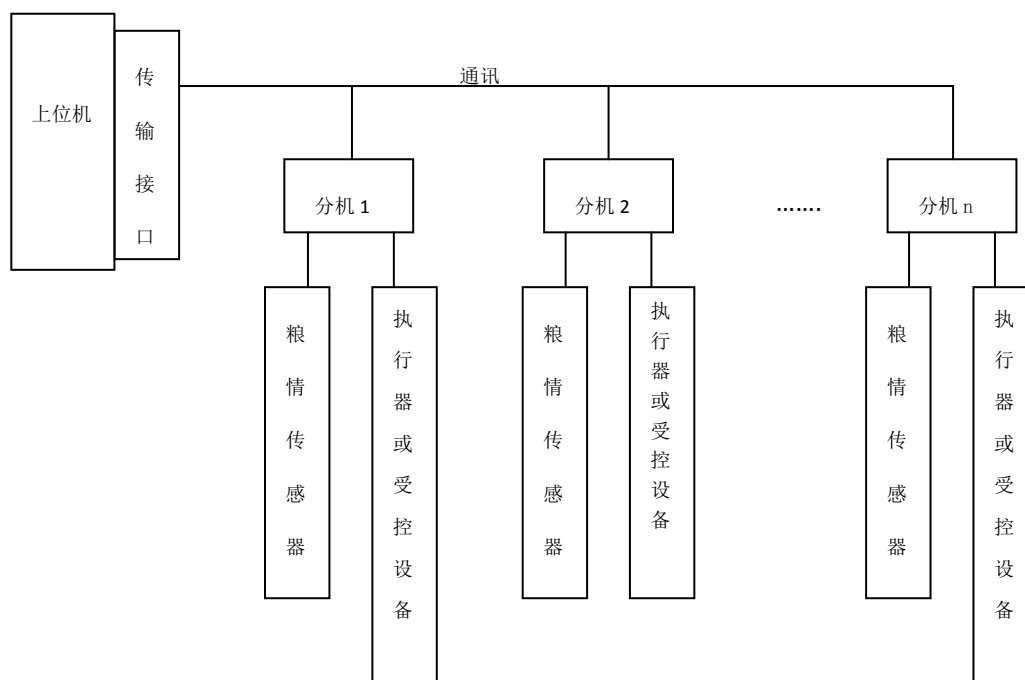 上位机
传输接口
通讯
分机 1
分机 2
…….
分机 n
粮情传感器
执行器或受控设备
粮情传感器
执行器或受控设备
粮情传感器
执行器或受控设备